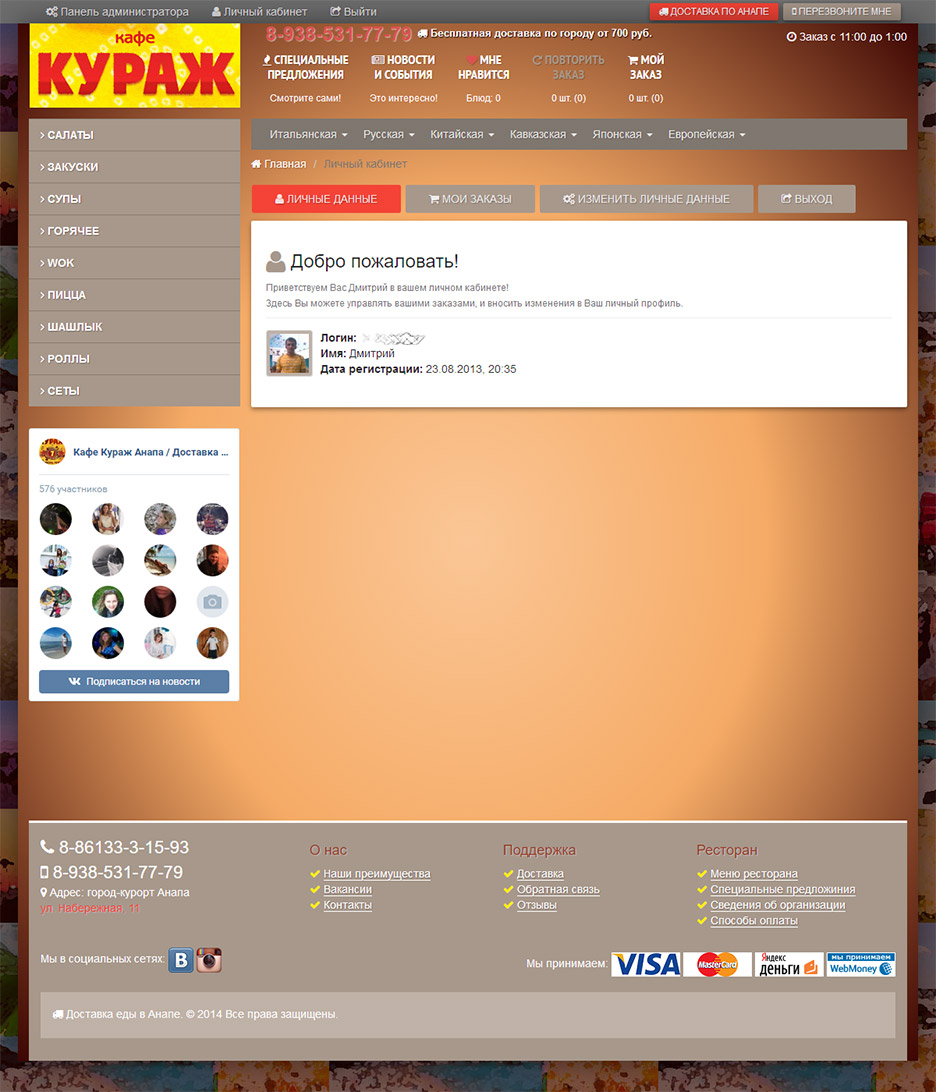 Панель администратора Личный кабинет Выйти ДОСТАВКА ПО АНАПЕ ПЕРЕЗВОНИТЕ МНЕ
кафе
КУРАЖ
8-938-531-77-79 Бесплатная доставка по городу от 700 руб. Заказ с 11:00 до 1:00
СПЕЦИАЛЬНЫЕ
ПРЕДЛОЖЕНИЯ
Смотрите сами!
НОВОСТИ
И СОБЫТИЯ
Это интересно!
МНЕ
НРАВИТСЯ
Блюд: 0
ПОВТОРИТЬ
ЗАКАЗ
0 шт. (0)
МОЙ
ЗАКАЗ
0 шт. (0)
Итальянская Русская Китайская Кавказская Японская Европейская
САЛАТЫ
ЗАКУСКИ
СУПЫ
ГОРЯЧЕЕ
WOK
ПИЦЦА
ШАШЛЫК
РОЛЛЫ
СЕТЫ
Главная / Личный кабинет
ЛИЧНЫЕ ДАННЫЕ МОИ ЗАКАЗЫ ИЗМЕНИТЬ ЛИЧНЫЕ ДАННЫЕ ВЫХОД
Добро пожаловать!
Приветствуем Вас Дмитрий в вашем личном кабинете!
Здесь Вы можете управлять вашими заказами, и вносить изменения в Ваш личный профиль.
Логин:
Имя: Дмитрий
Дата регистрации: 23.08.2013, 20:35
Кафе Кураж Анапа / Доставка ...
576 участников
Подписаться на новости
8-86133-3-15-93
8-938-531-77-79
Адрес: город-курорт Анапа
ул. Набережная, 11
О нас
Наши преимущества
Вакансии
Контакты
Поддержка
Доставка
Обратная связь
Отзывы
Ресторан
Меню ресторана
Специальные предложиния
Сведения об организации
Способы оплаты
Мы в социальных сетях: B
Мы принимаем: VISA MasterCard Яндекс деньги мы принимаем WebMoney
Доставка еды в Анапе. © 2014 Все права защищены.